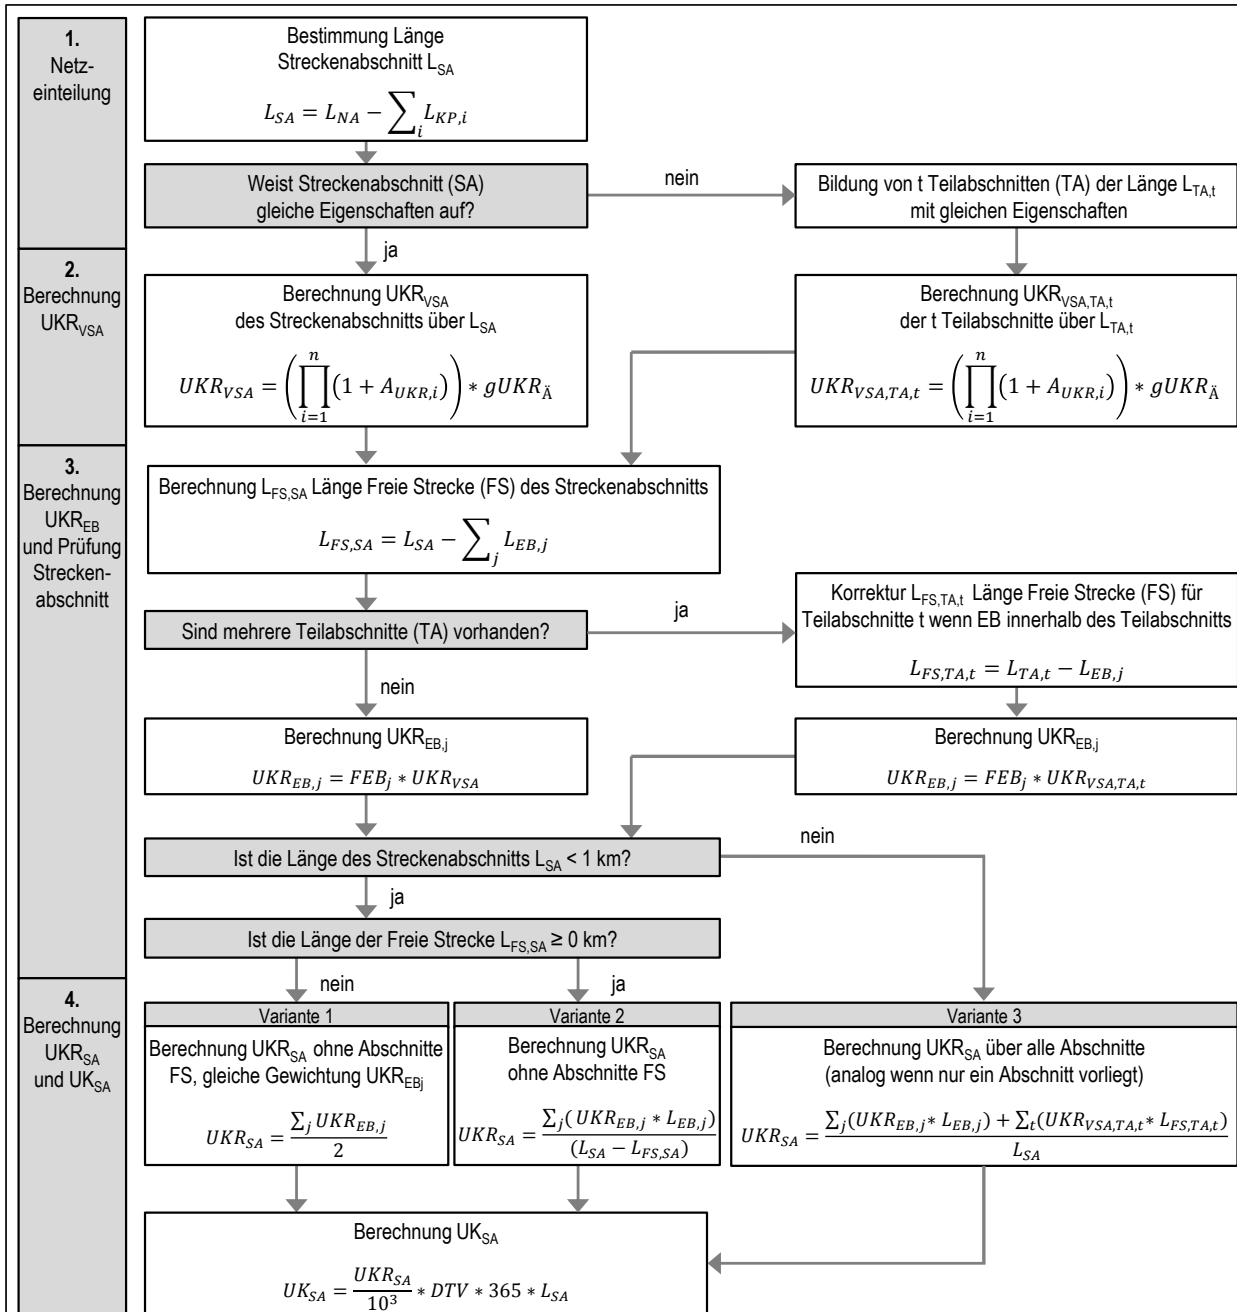 1.
Netz-
einteilung
Bestimmung Länge
Streckenabschnitt L_SA
L_SA = L_NA − ∑_i L_KP,i
Weist Streckenabschnitt (SA)
gleiche Eigenschaften auf?
nein
Bildung von t Teilabschnitten (TA) der Länge L_TA,t
mit gleichen Eigenschaften
ja
2.
Berechnung
UKR_VSA
Berechnung UKR_VSA
des Streckenabschnitts über L_SA
UKR_VSA = (∏_{i=1}^{n} (1 + A_UKR,i)) * gUKR_Ä
Berechnung UKR_VSA,TA,t
der t Teilabschnitte über L_TA,t
UKR_VSA,TA,t = (∏_{i=1}^{n} (1 + A_UKR,i)) * gUKR_Ä
3.
Berechnung
UKR_EB
und Prüfung
Strecken-
abschnitt
Berechnung L_FS,SA Länge Freie Strecke (FS) des Streckenabschnitts
L_FS,SA = L_SA − ∑_j L_EB,j
Sind mehrere Teilabschnitte (TA) vorhanden?
ja
Korrektur L_FS,TA,t Länge Freie Strecke (FS) für
Teilabschnitte t wenn EB innerhalb des Teilabschnitts
L_FS,TA,t = L_TA,t − L_EB,j
nein
Berechnung UKR_EB,j
UKR_EB,j = FEB_j * UKR_VSA
Berechnung UKR_EB,j
UKR_EB,j = FEB_j * UKR_VSA,TA,t
Ist die Länge des Streckenabschnitts L_SA < 1 km?
nein
ja
Ist die Länge der Freie Strecke L_FS,SA ≥ 0 km?
nein
ja
4.
Berechnung
UKR_SA
und UK_SA
Variante 1
Berechnung UKR_SA ohne Abschnitte
FS, gleiche Gewichtung UKR_EBj
UKR_SA = ∑_j UKR_EB,j / 2
Variante 2
Berechnung UKR_SA
ohne Abschnitte FS
UKR_SA = ∑_j(UKR_EB,j * L_EB,j) / (L_SA − L_FS,SA)
Variante 3
Berechnung UKR_SA über alle Abschnitte
(analog wenn nur ein Abschnitt vorliegt)
UKR_SA = (∑_j(UKR_EB,j * L_EB,j) + ∑_t(UKR_VSA,TA,t * L_FS,TA,t)) / L_SA
Berechnung UK_SA
UK_SA = UKR_SA / 10^3 * DTV * 365 * L_SA